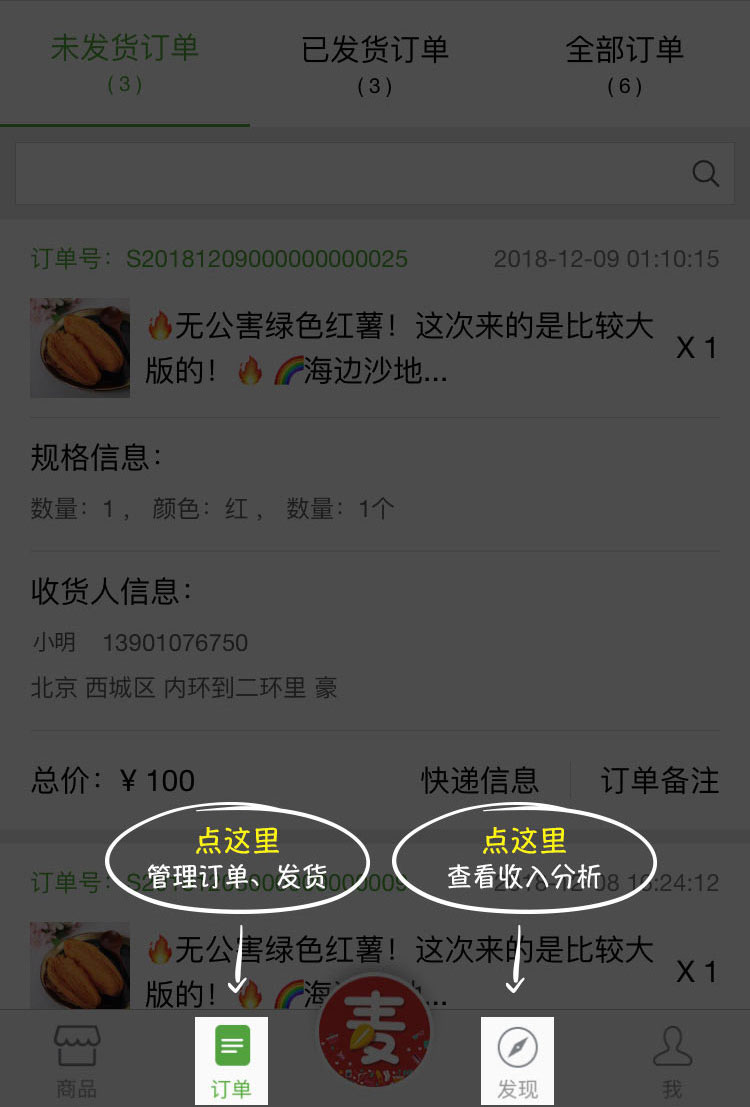 未发货订单
(3)
已发货订单
(3)
全部订单
(6)
订单号：S20181209000000000025
2018-12-09 01:10:15
🔥无公害绿色红薯！这次来的是比较大
版的！🔥🌈海边沙地...
X 1
规格信息：
数量：1， 颜色：红， 数量：1个
收货人信息：
小明 13901076750
北京 西城区 内环到二环里 豪
总价：¥ 100
快递信息
订单备注
点这里
管理订单、发货
点这里
查看收入分析
订单号：
24:12
🔥无公害绿色红薯！这次来的是比较大
版的！🔥🌈海
...
X 1
麦
商品
订单
发现
我